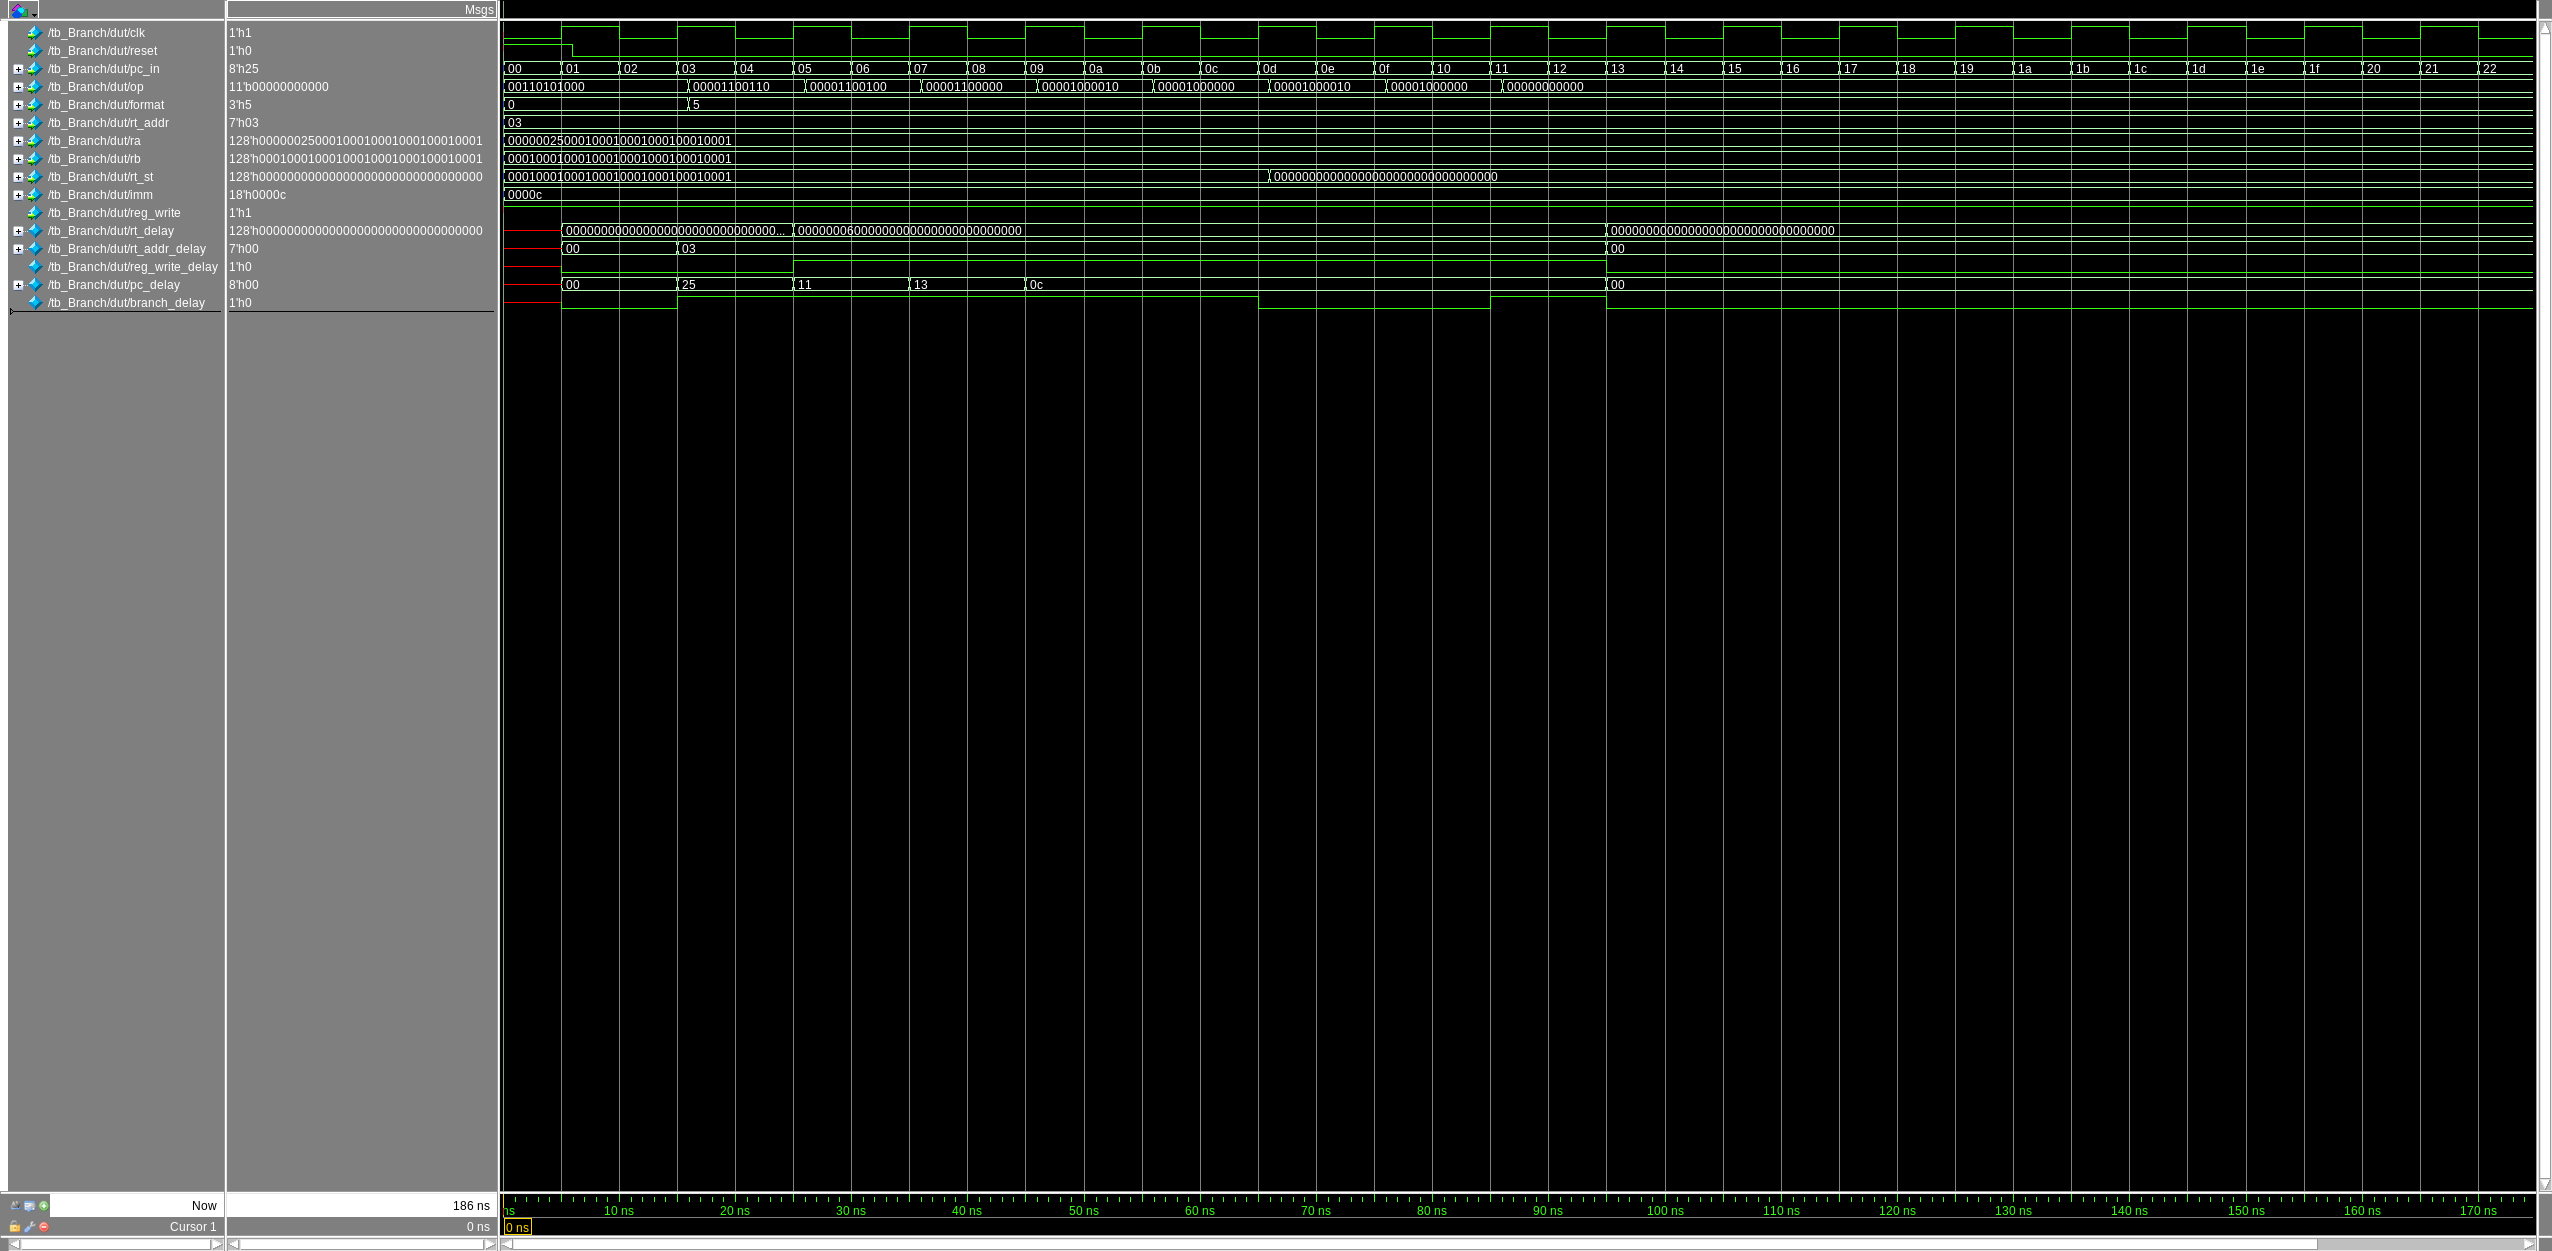 Msgs
/tb_Branch/dut/clk 1'h1
/tb_Branch/dut/reset 1'h0
/tb_Branch/dut/pc_in 8'h25 00 01 02 03 04 05 06 07 08 09 0a 0b 0c 0d 0e 0f 10 11 12 13 14 15 16 17 18 19 1a 1b 1c 1d 1e 1f 20 21 22
/tb_Branch/dut/op 11'b00000000000 00110101000 00001100110 00001100100 00001100000 00001000010 00001000000 00001000010 00001000000 00000000000
/tb_Branch/dut/format 3'h5 0 5
/tb_Branch/dut/rt_addr 7'h03 03
/tb_Branch/dut/ra 128'h00000025000100010001000100010001 00000025000100010001000100010001
/tb_Branch/dut/rb 128'h00010001000100010001000100010001 00010001000100010001000100010001
/tb_Branch/dut/rt_st 128'h00000000000000000000000000000000 00010001000100010001000100010001 00000000000000000000000000000000
/tb_Branch/dut/imm 18'h0000c 0000c
/tb_Branch/dut/reg_write 1'h1
/tb_Branch/dut/rt_delay 128'h00000000000000000000000000000000 000000000000000000000000000000... 00000006000000000000000000000000 00000000000000000000000000000000
/tb_Branch/dut/rt_addr_delay 7'h00 00 03 00
/tb_Branch/dut/reg_write_delay 1'h0
/tb_Branch/dut/pc_delay 8'h00 00 25 11 13 0c 00
/tb_Branch/dut/branch_delay 1'h0
Now 186 ns ns 10 ns 20 ns 30 ns 40 ns 50 ns 60 ns 70 ns 80 ns 90 ns 100 ns 110 ns 120 ns 130 ns 140 ns 150 ns 160 ns 170 ns
Cursor 1 0 ns 0 ns